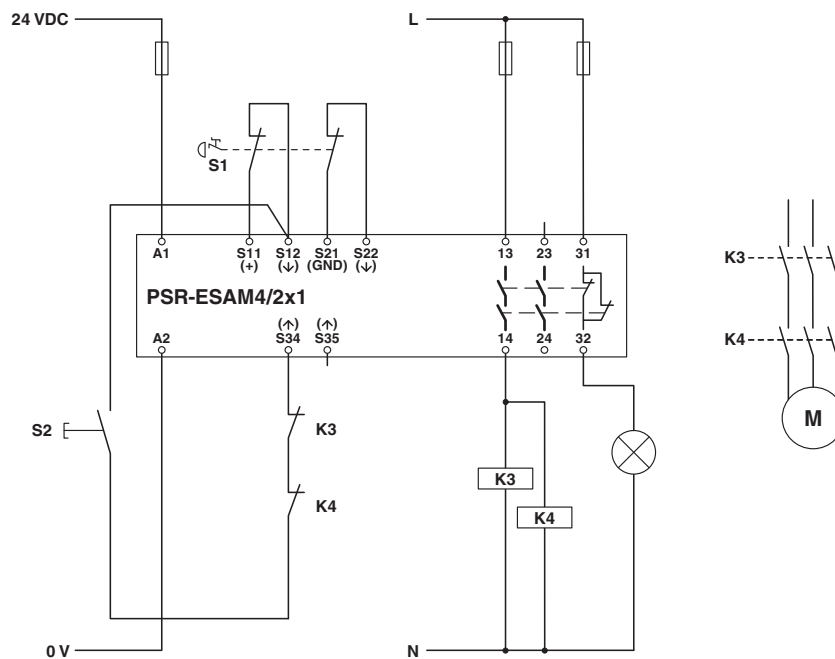 24 VDC
L
S1
A1
S11
(+)
S12
(↓)
S21
(GND)
S22
(↓)
13
23
31
PSR-ESAM4/2x1
A2
(↑)
S34
(↑)
S35
14
24
32
K3
K4
M
S2
K3
K4
K3
K4
0 V
N